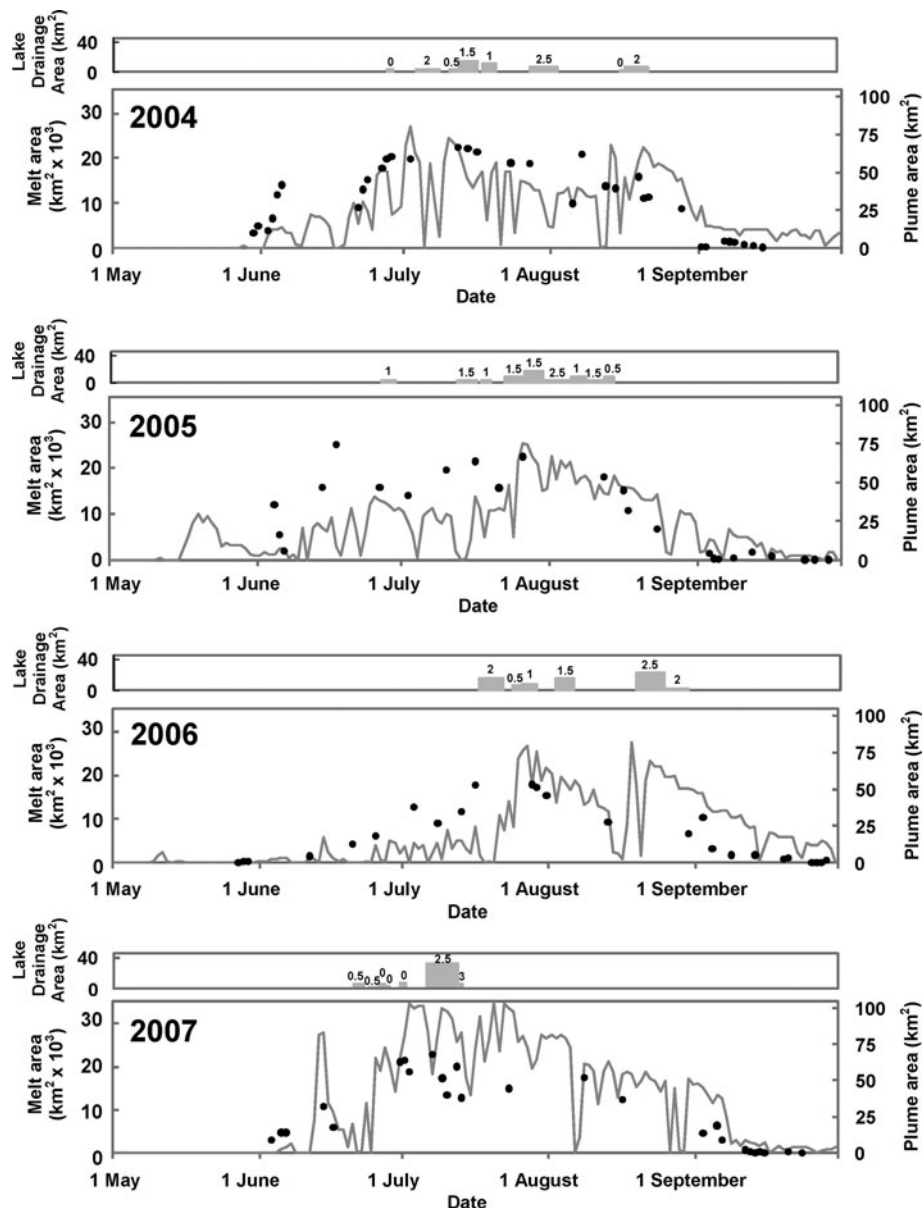 Lake Drainage Area (km²)
40
0
0 2 0.5 1.5 1 2.5 0 2
2004
Melt area (km² x 10³)
30
20
10
0
Plume area (km²)
100
75
50
25
0
1 May 1 June 1 July 1 August 1 September
Date
Lake Drainage Area (km²)
40
0
1 1.5 1 1.5 1.5 2.5 1 1.5 0.5
2005
Melt area (km² x 10³)
30
20
10
0
Plume area (km²)
100
75
50
25
0
1 May 1 June 1 July 1 August 1 September
Date
Lake Drainage Area (km²)
40
0
2 0.5 1 1.5 2.5 2
2006
Melt area (km² x 10³)
30
20
10
0
Plume area (km²)
100
75
50
25
0
1 May 1 June 1 July 1 August 1 September
Date
Lake Drainage Area (km²)
40
0
0.5 0.5 0 0 0 2.5 3
2007
Melt area (km² x 10³)
30
20
10
0
Plume area (km²)
100
75
50
25
0
1 May 1 June 1 July 1 August 1 September
Date